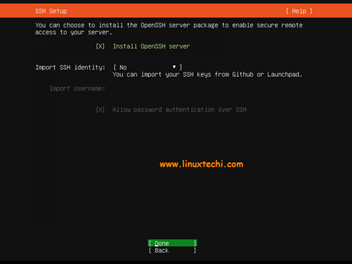 SSH Setup [ Help ]
You can choose to install the OpenSSH server package to enable secure remote
access to your server.
[X] Install OpenSSH server
Import SSH identity: [ No ▾ ]
You can import your SSH keys from Github or Launchpad.
Import Username:
[X] Allow password authentication over SSH
www.linuxtechi.com
[ Done ]
[ Back ]